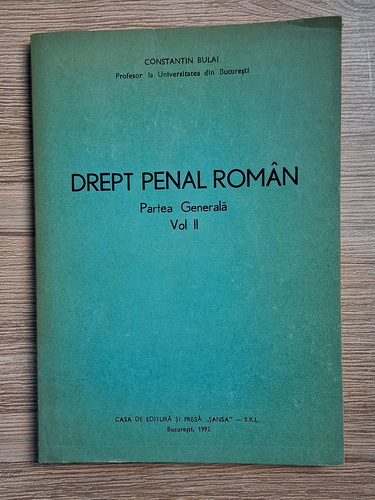 CONSTANTIN BULAI
Profesor la Universitatea din București
DREPT PENAL ROMÂN
Partea Generală
Vol II
CASA DE EDITURĂ ȘI PRESĂ „ȘANSA” — S.R.L.
București, 1992